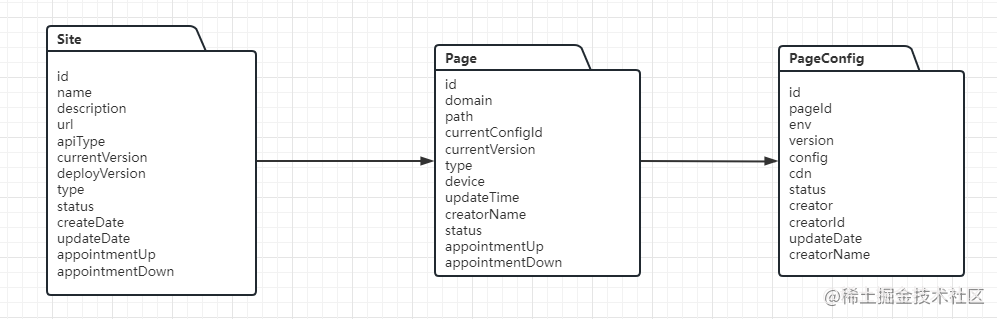 Site
id
name
description
url
apiType
currentVersion
deployVersion
type
status
createDate
updateDate
appointmentUp
appointmentDown
Page
id
domain
path
currentConfigId
currentVersion
type
device
updateTime
creatorName
status
appointmentUp
appointmentDown
PageConfig
id
pageId
env
version
config
cdn
status
creator
creatorId
updateDate
creatorName
@稀土掘金技术社区